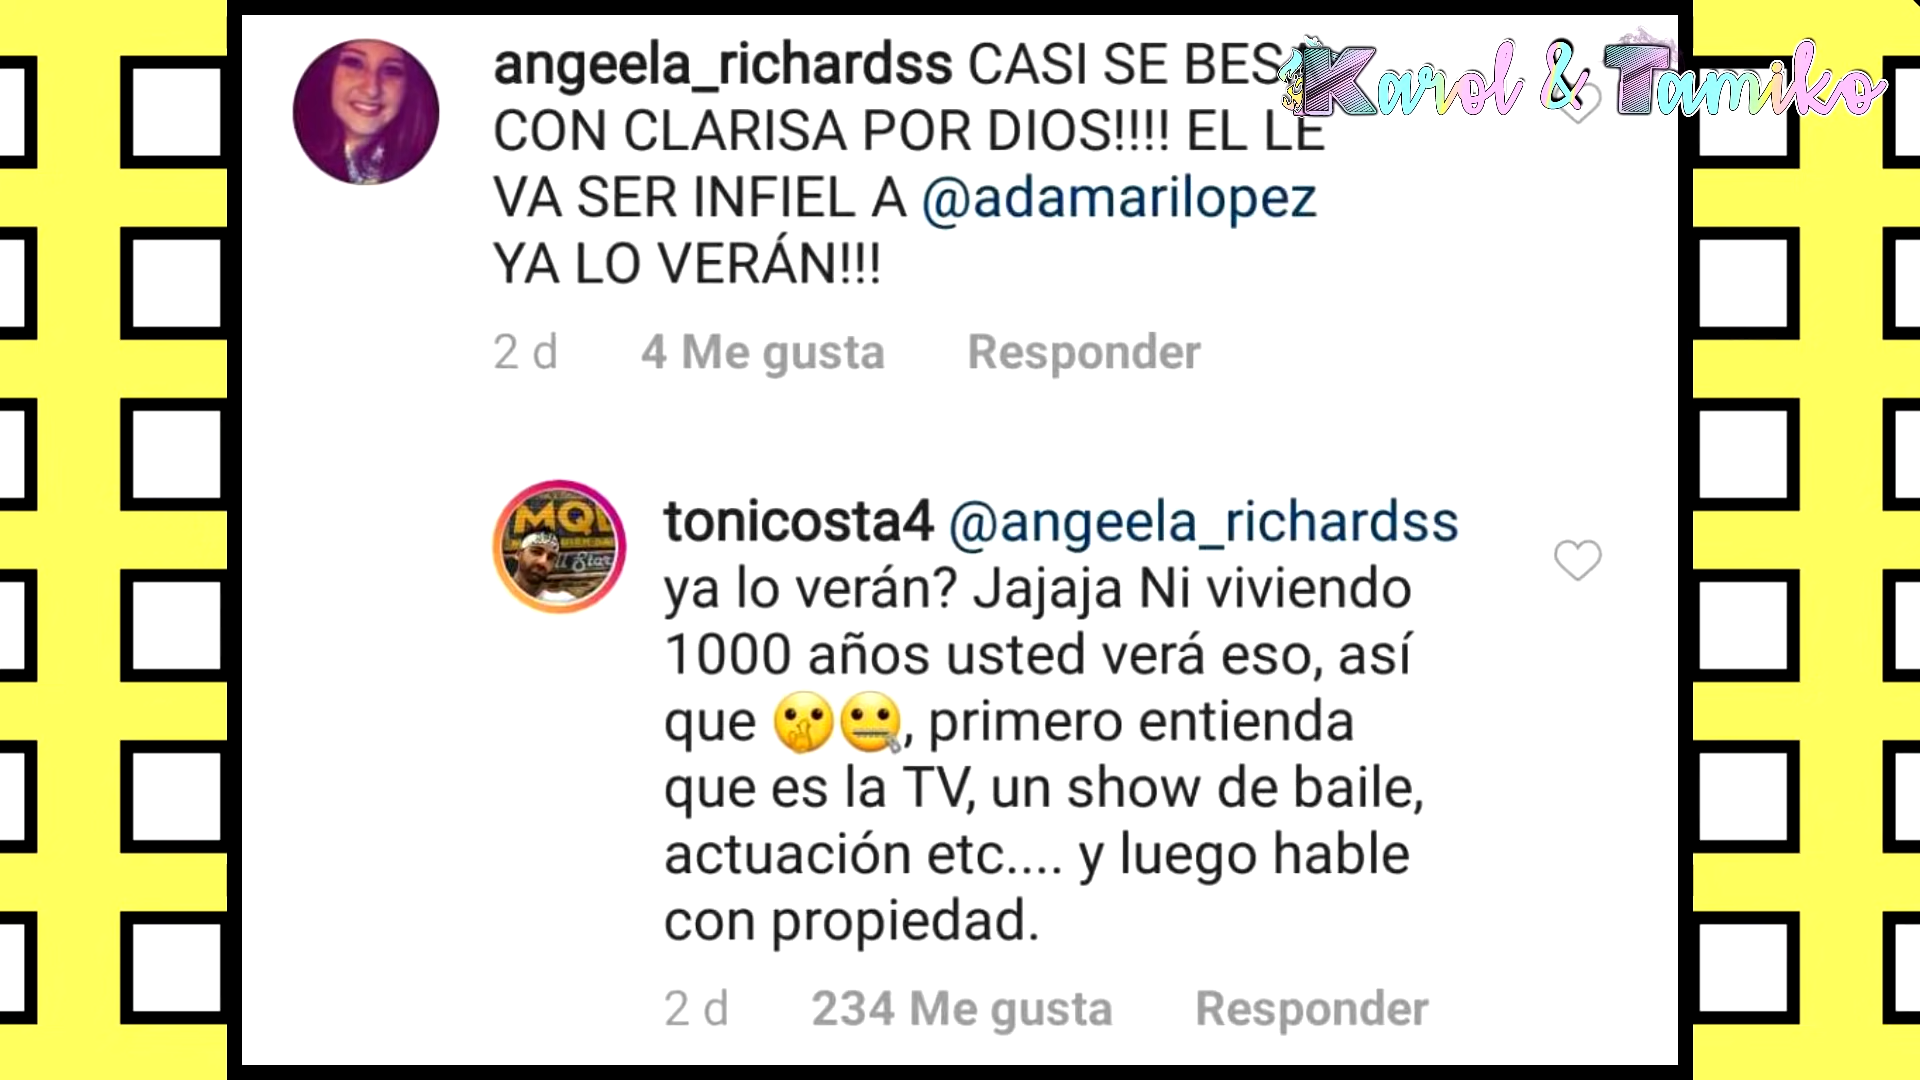 Karol & Tamiko
angeela_richardss CASI SE BESA
CON CLARISA POR DIOS!!!! EL LE
VA SER INFIEL A @adamarilopez
YA LO VERÁN!!!
2 d 4 Me gusta Responder
MQ
tonicosta4 @angeela_richardss
ya lo verán? Jajaja Ni viviendo
1000 años usted verá eso, así
que 🤫🤐, primero entienda
que es la TV, un show de baile,
actuación etc.... y luego hable
con propiedad.
2 d 234 Me gusta Responder